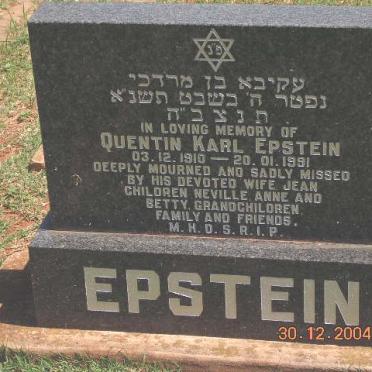 פ׳נ
עקיבא בן מרדכי
נפטר ה׳ בשבט תשנ״א
ת נ צ ב ״ה
IN LOVING MEMORY OF
QUENTIN KARL EPSTEIN
03.12.1910 — 20.01.1991
DEEPLY MOURNED AND SADLY MISSED
BY HIS DEVOTED WIFE JEAN
CHILDREN NEVILLE ANNE AND
BETTY, GRANDCHILDREN
FAMILY AND FRIENDS.
M.H.D.S.R.I.P.
EPSTEIN
30.12.2004